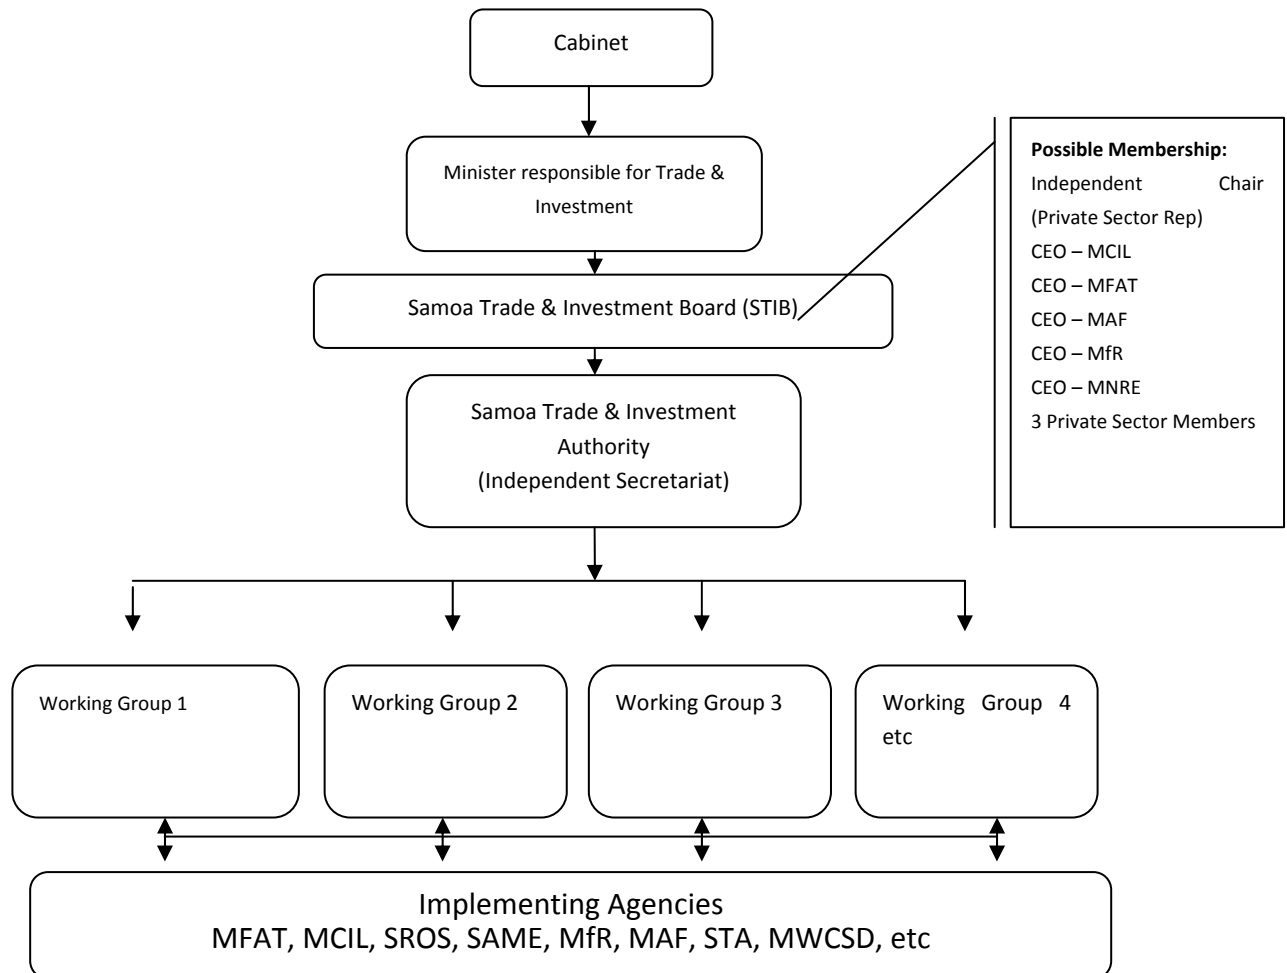 Cabinet
Minister responsible for Trade &
Investment
Samoa Trade & Investment Board (STIB)
Samoa Trade & Investment
Authority
(Independent Secretariat)
Possible Membership:
Independent Chair
(Private Sector Rep)
CEO – MCIL
CEO – MFAT
CEO – MAF
CEO – MfR
CEO – MNRE
3 Private Sector Members
Working Group 1
Working Group 2
Working Group 3
Working Group 4
etc
Implementing Agencies
MFAT, MCIL, SROS, SAME, MfR, MAF, STA, MWCSD, etc